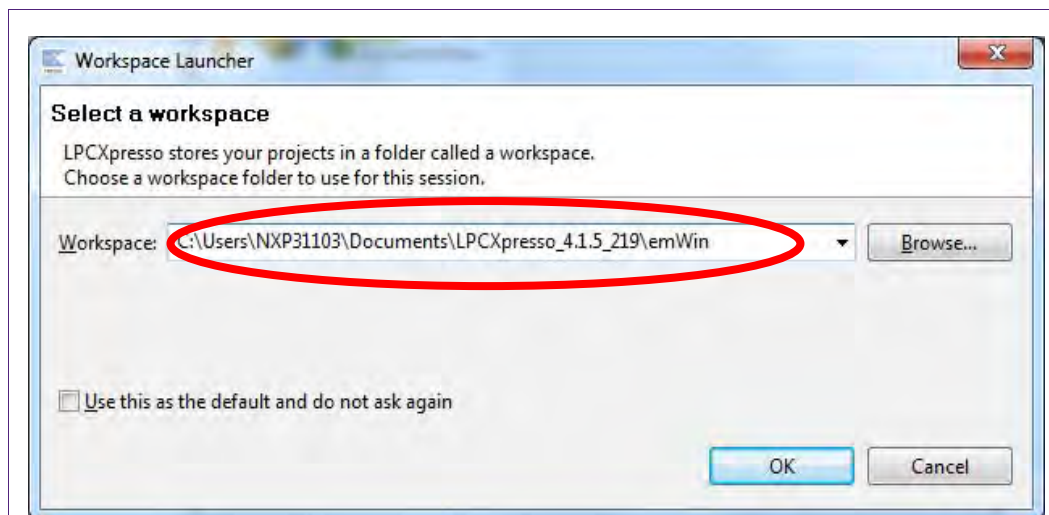 Workspace Launcher
Select a workspace
LPCXpresso stores your projects in a folder called a workspace.
Choose a workspace folder to use for this session.
Workspace: C:\Users\NXP31103\Documents\LPCXpresso_4.1.5_219\emWin Browse...
Use this as the default and do not ask again
OK Cancel